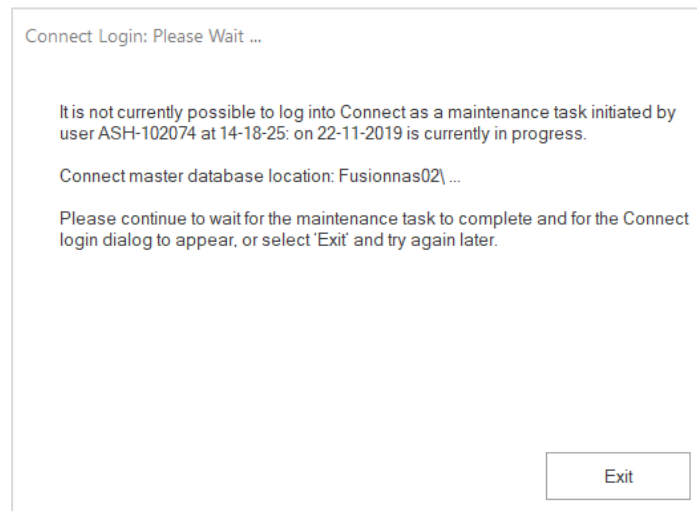 Connect Login: Please Wait ...
It is not currently possible to log into Connect as a maintenance task initiated by
user ASH-102074 at 14-18-25: on 22-11-2019 is currently in progress.
Connect master database location: Fusionnas02\ ...
Please continue to wait for the maintenance task to complete and for the Connect
login dialog to appear, or select 'Exit' and try again later.
Exit